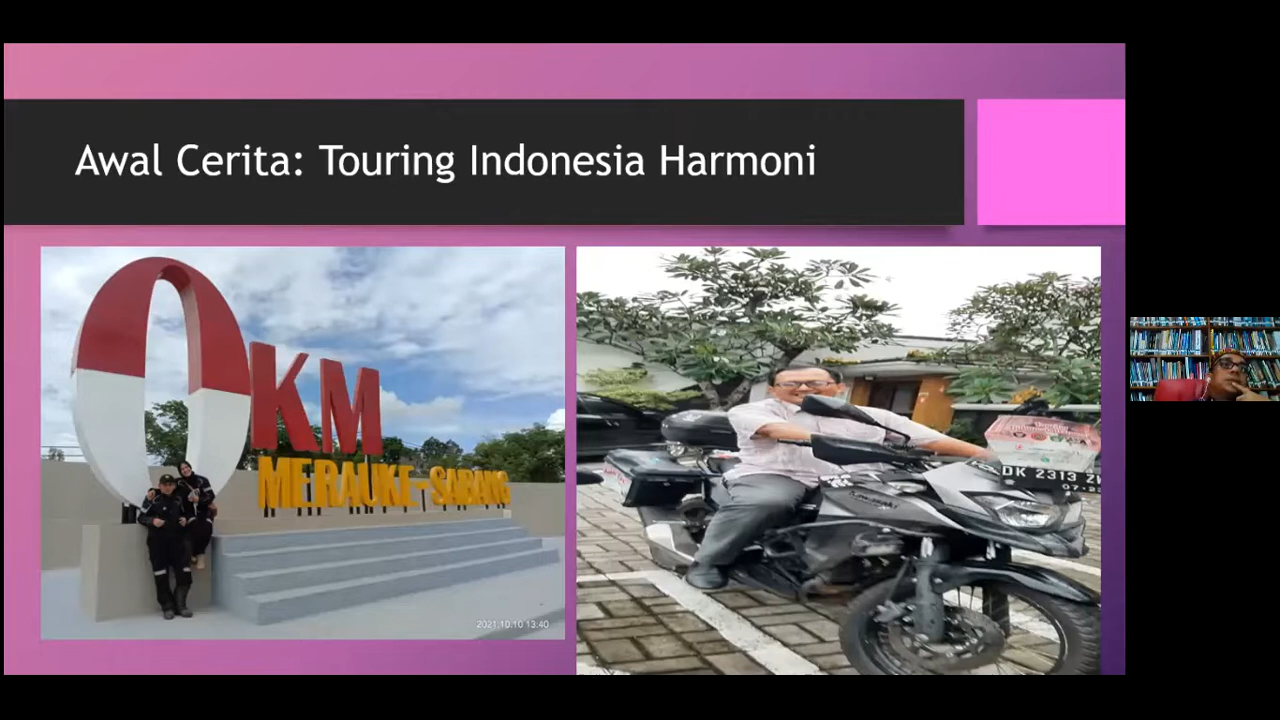 Awal Cerita: Touring Indonesia Harmoni
0KM
MERAUKE-SABANG
2021.10.10 13:40
DK 2313 ZW